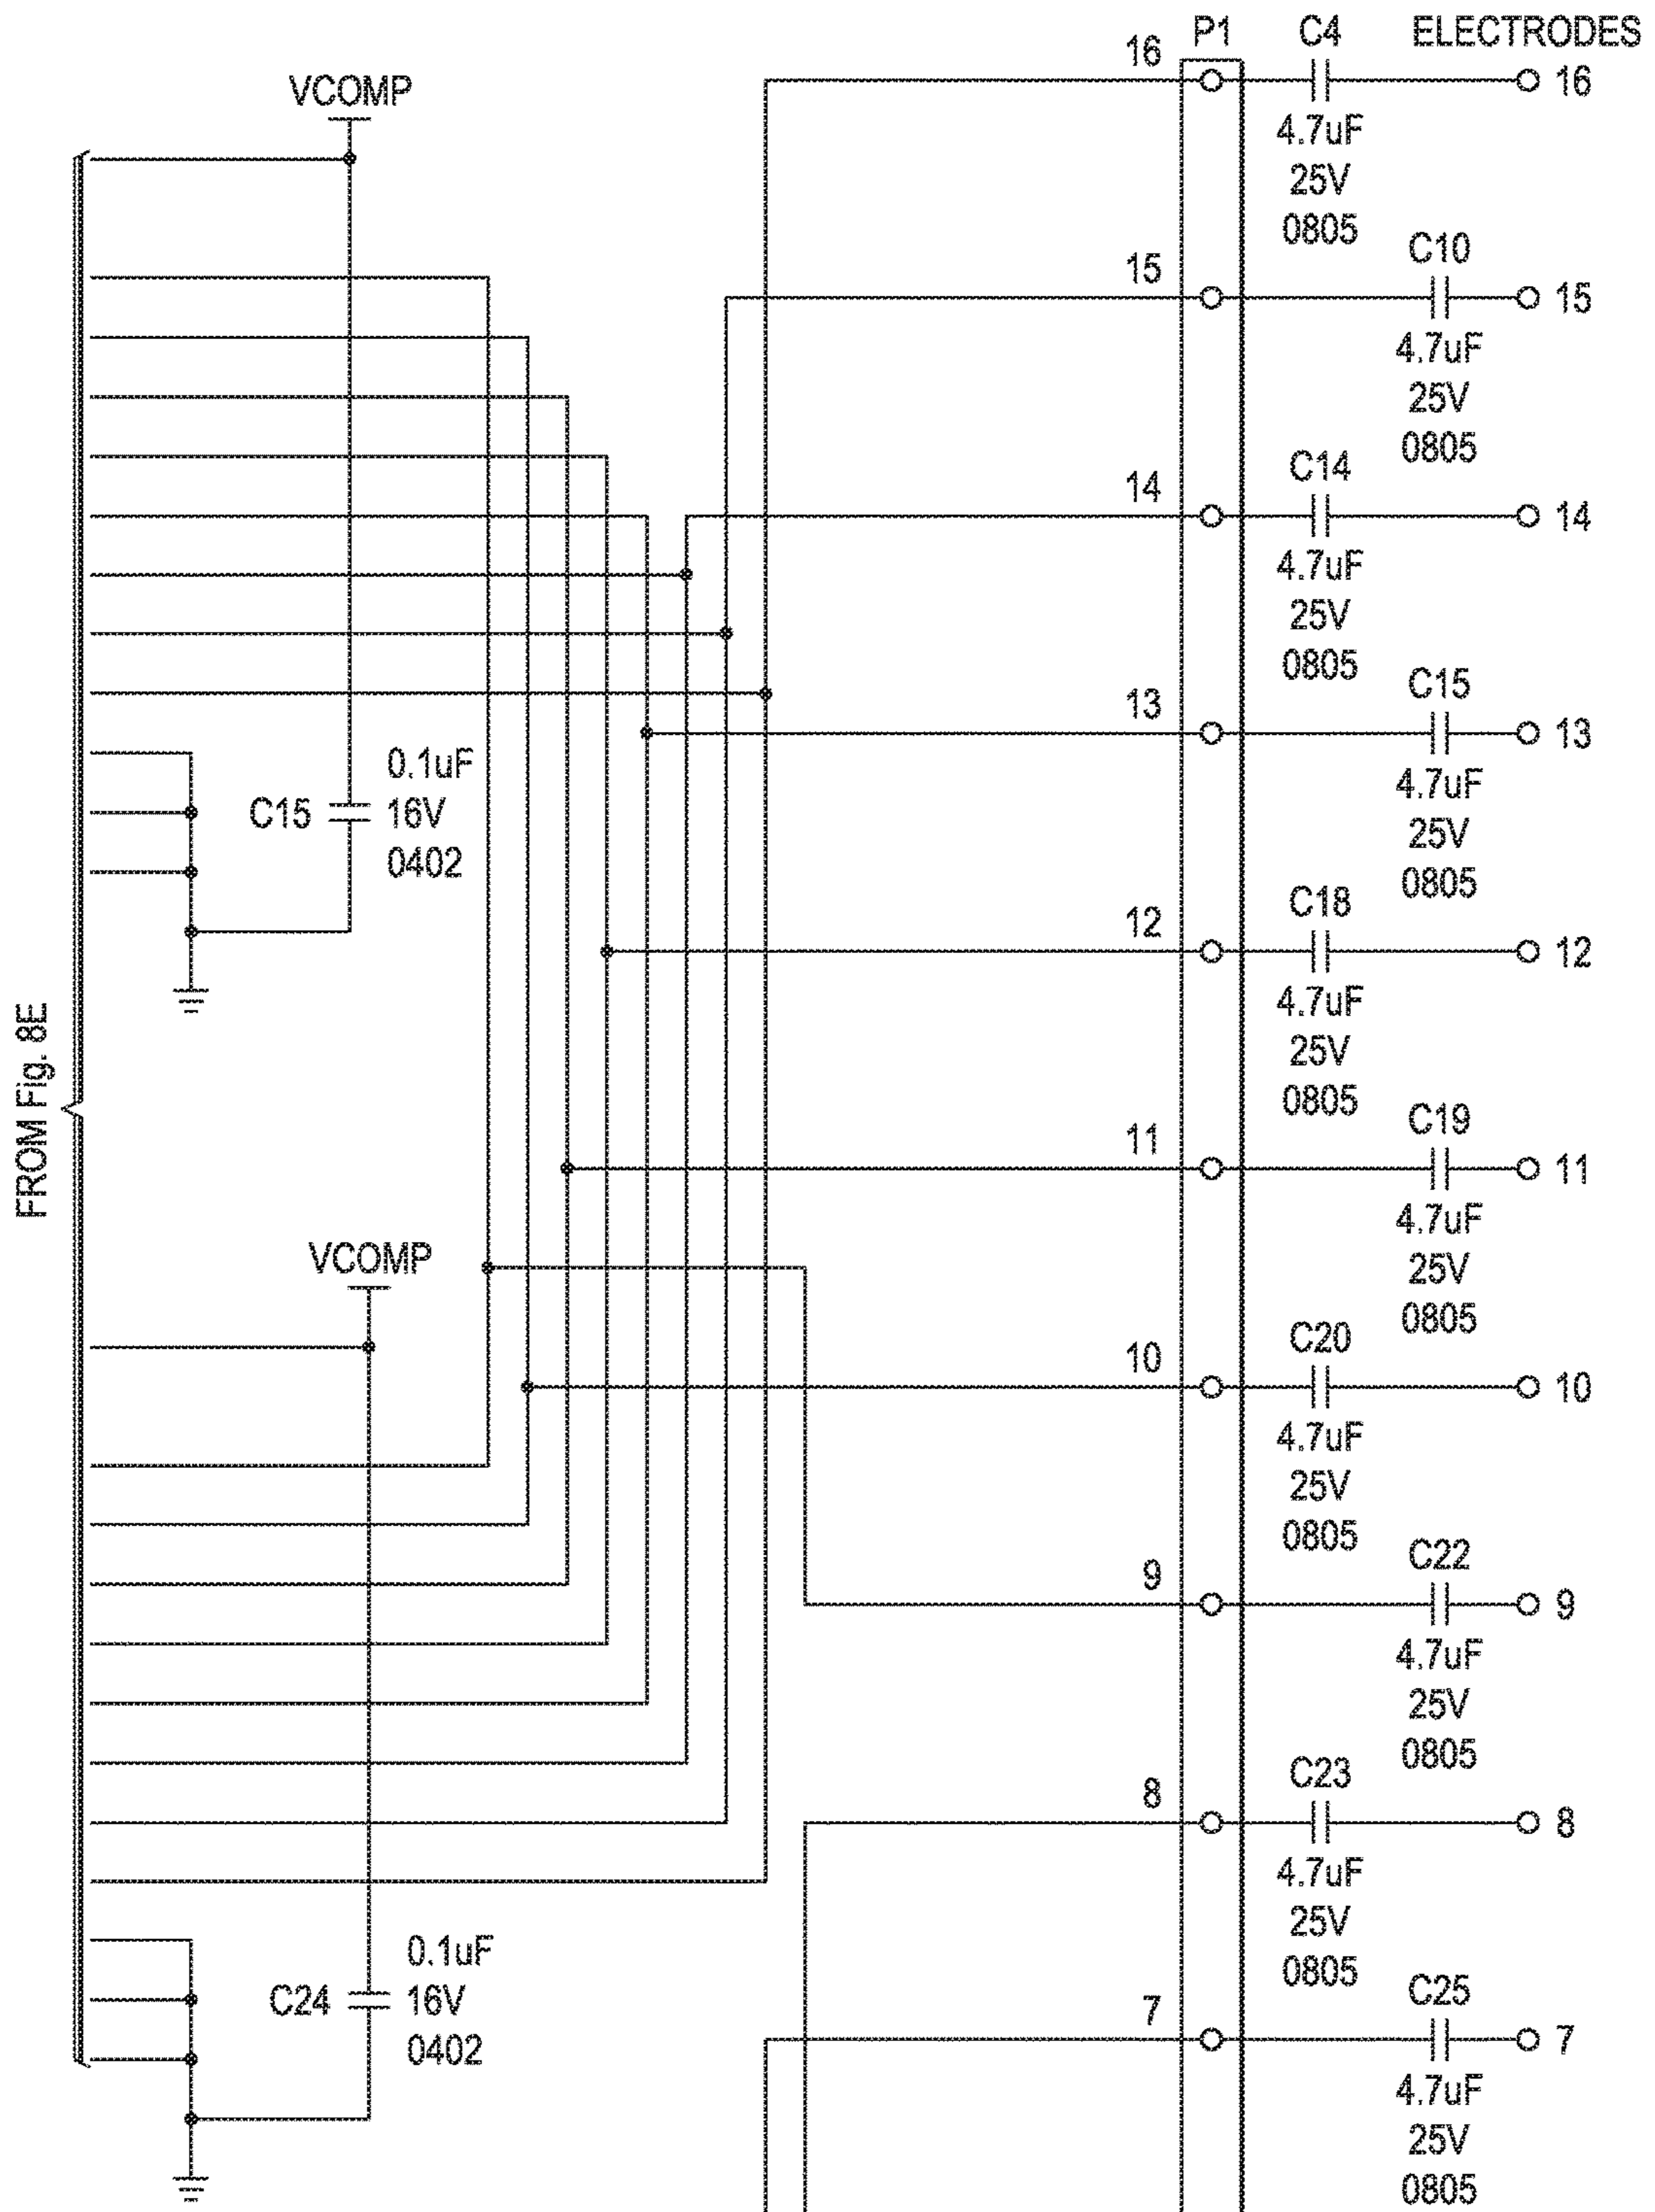 P1 C4 ELECTRODES
16 16
VCOMP
4.7uF
25V
0805
C10
15 15
4.7uF
25V
0805
C14
14 14
4.7uF
25V
0805
C15
13 13
4.7uF
25V
0805
C15
0.1uF
16V
0402
C18
12 12
4.7uF
25V
0805
FROM Fig. 8E
C19
11 11
4.7uF
25V
0805
VCOMP
C20
10 10
4.7uF
25V
0805
C22
9 9
4.7uF
25V
0805
C23
8 8
4.7uF
25V
0805
C24
0.1uF
16V
0402
C25
7 7
4.7uF
25V
0805